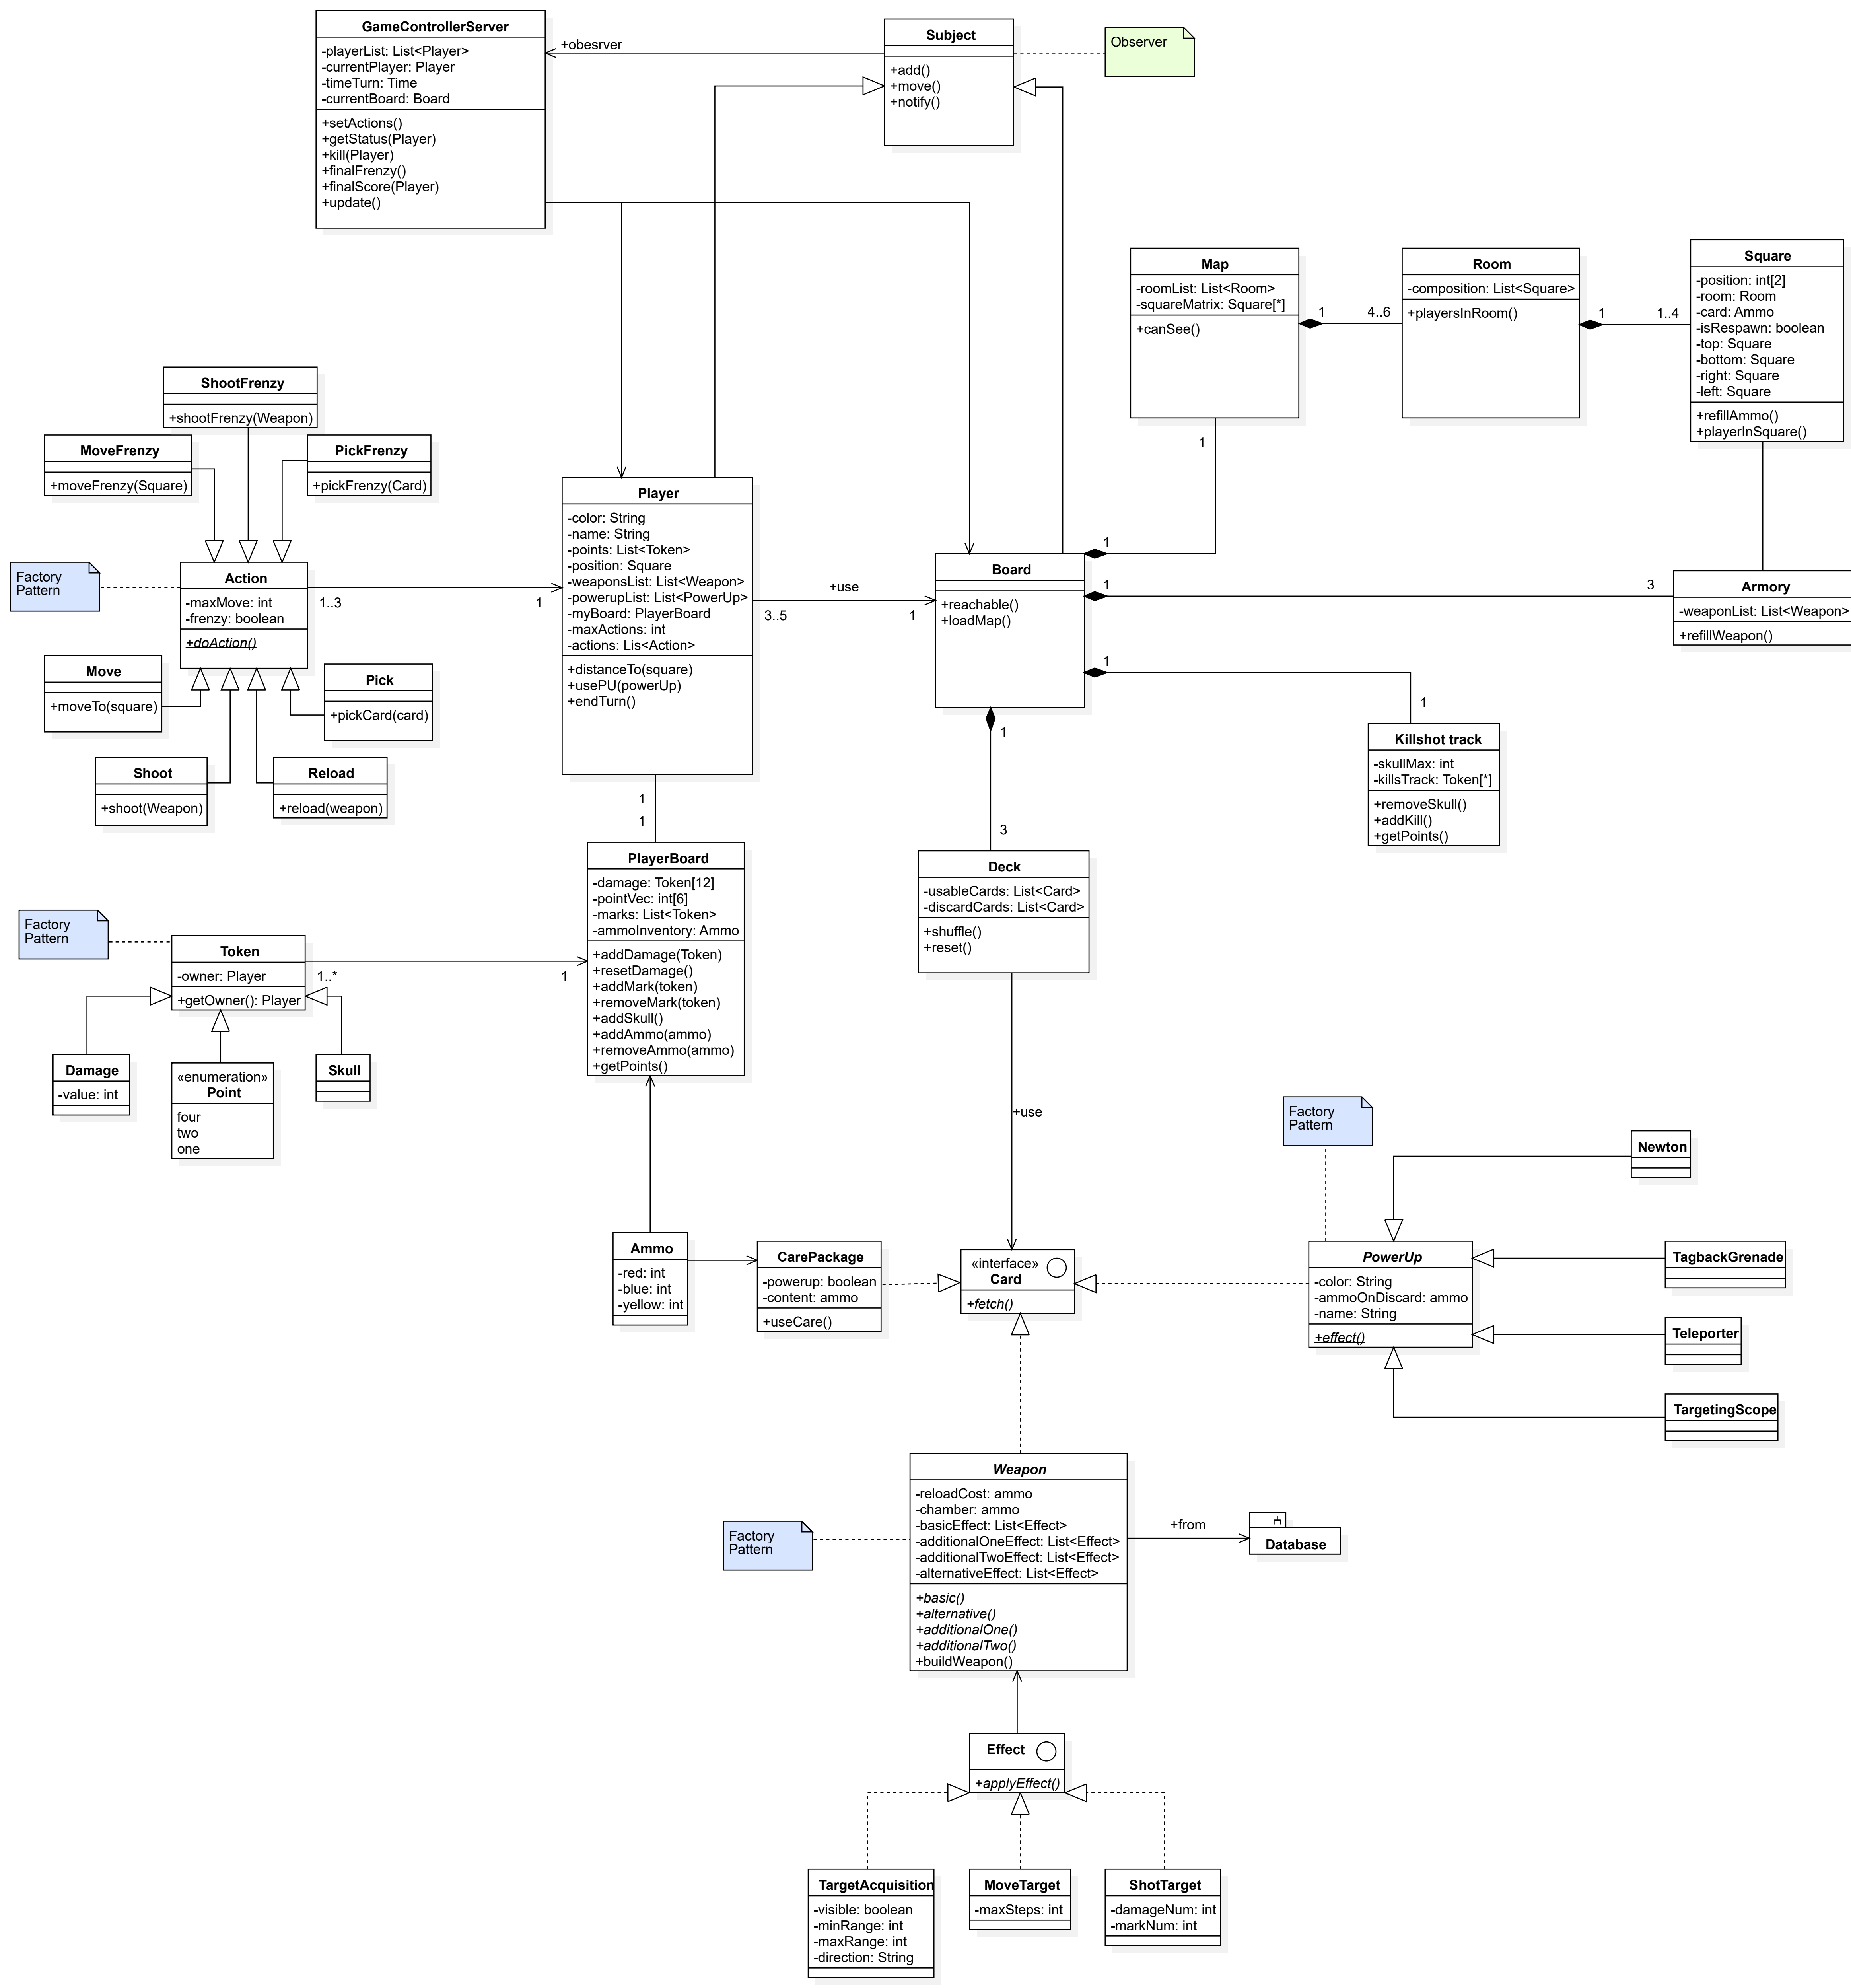 GameControllerServer
-playerList: List<Player>
-currentPlayer: Player
-timeTurn: Time
-currentBoard: Board
+setActions()
+getStatus(Player)
+kill(Player)
+finalFrenzy()
+finalScore(Player)
+update()
+obesrver
Subject
+add()
+move()
+notify()
Observer
Map
-roomList: List<Room>
-squareMatrix: Square[*]
+canSee()
1
4..6
Room
-composition: List<Square>
+playersInRoom()
1
1..4
Square
-position: int[2]
-room: Room
-card: Ammo
-isRespawn: boolean
-top: Square
-bottom: Square
-right: Square
-left: Square
+refillAmmo()
+playerInSquare()
1
ShootFrenzy
+shootFrenzy(Weapon)
MoveFrenzy
+moveFrenzy(Square)
PickFrenzy
+pickFrenzy(Card)
Factory
Pattern
Action
-maxMove: int
-frenzy: boolean
+doAction()
1..3
1
Move
+moveTo(square)
Pick
+pickCard(card)
Shoot
+shoot(Weapon)
Reload
+reload(weapon)
Player
-color: String
-name: String
-points: List<Token>
-position: Square
-weaponsList: List<Weapon>
-powerupList: List<PowerUp>
-myBoard: PlayerBoard
-maxActions: int
-actions: Lis<Action>
+distanceTo(square)
+usePU(powerUp)
+endTurn()
+use
3..5
1
Board
+reachable()
+loadMap()
1
1
3
Armory
-weaponList: List<Weapon>
+refillWeapon()
1
1
Killshot track
-skullMax: int
-killsTrack: Token[*]
+removeSkull()
+addKill()
+getPoints()
1
3
1
1
PlayerBoard
-damage: Token[12]
-pointVec: int[6]
-marks: List<Token>
-ammoInventory: Ammo
+addDamage(Token)
+resetDamage()
+addMark(token)
+removeMark(token)
+addSkull()
+addAmmo(ammo)
+removeAmmo(ammo)
+getPoints()
Deck
-usableCards: List<Card>
-discardCards: List<Card>
+shuffle()
+reset()
Factory
Pattern
Token
-owner: Player
+getOwner(): Player
1..*
1
Damage
-value: int
«enumeration»
Point
four
two
one
Skull
+use
Ammo
-red: int
-blue: int
-yellow: int
CarePackage
-powerup: boolean
-content: ammo
+useCare()
«interface»
Card
+fetch()
Factory
Pattern
PowerUp
-color: String
-ammoOnDiscard: ammo
-name: String
+effect()
Newton
TagbackGrenade
Teleporter
TargetingScope
Factory
Pattern
Weapon
-reloadCost: ammo
-chamber: ammo
-basicEffect: List<Effect>
-additionalOneEffect: List<Effect>
-additionalTwoEffect: List<Effect>
-alternativeEffect: List<Effect>
+basic()
+alternative()
+additionalOne()
+additionalTwo()
+buildWeapon()
+from
Database
Effect
+applyEffect()
TargetAcquisition
-visible: boolean
-minRange: int
-maxRange: int
-direction: String
MoveTarget
-maxSteps: int
ShotTarget
-damageNum: int
-markNum: int